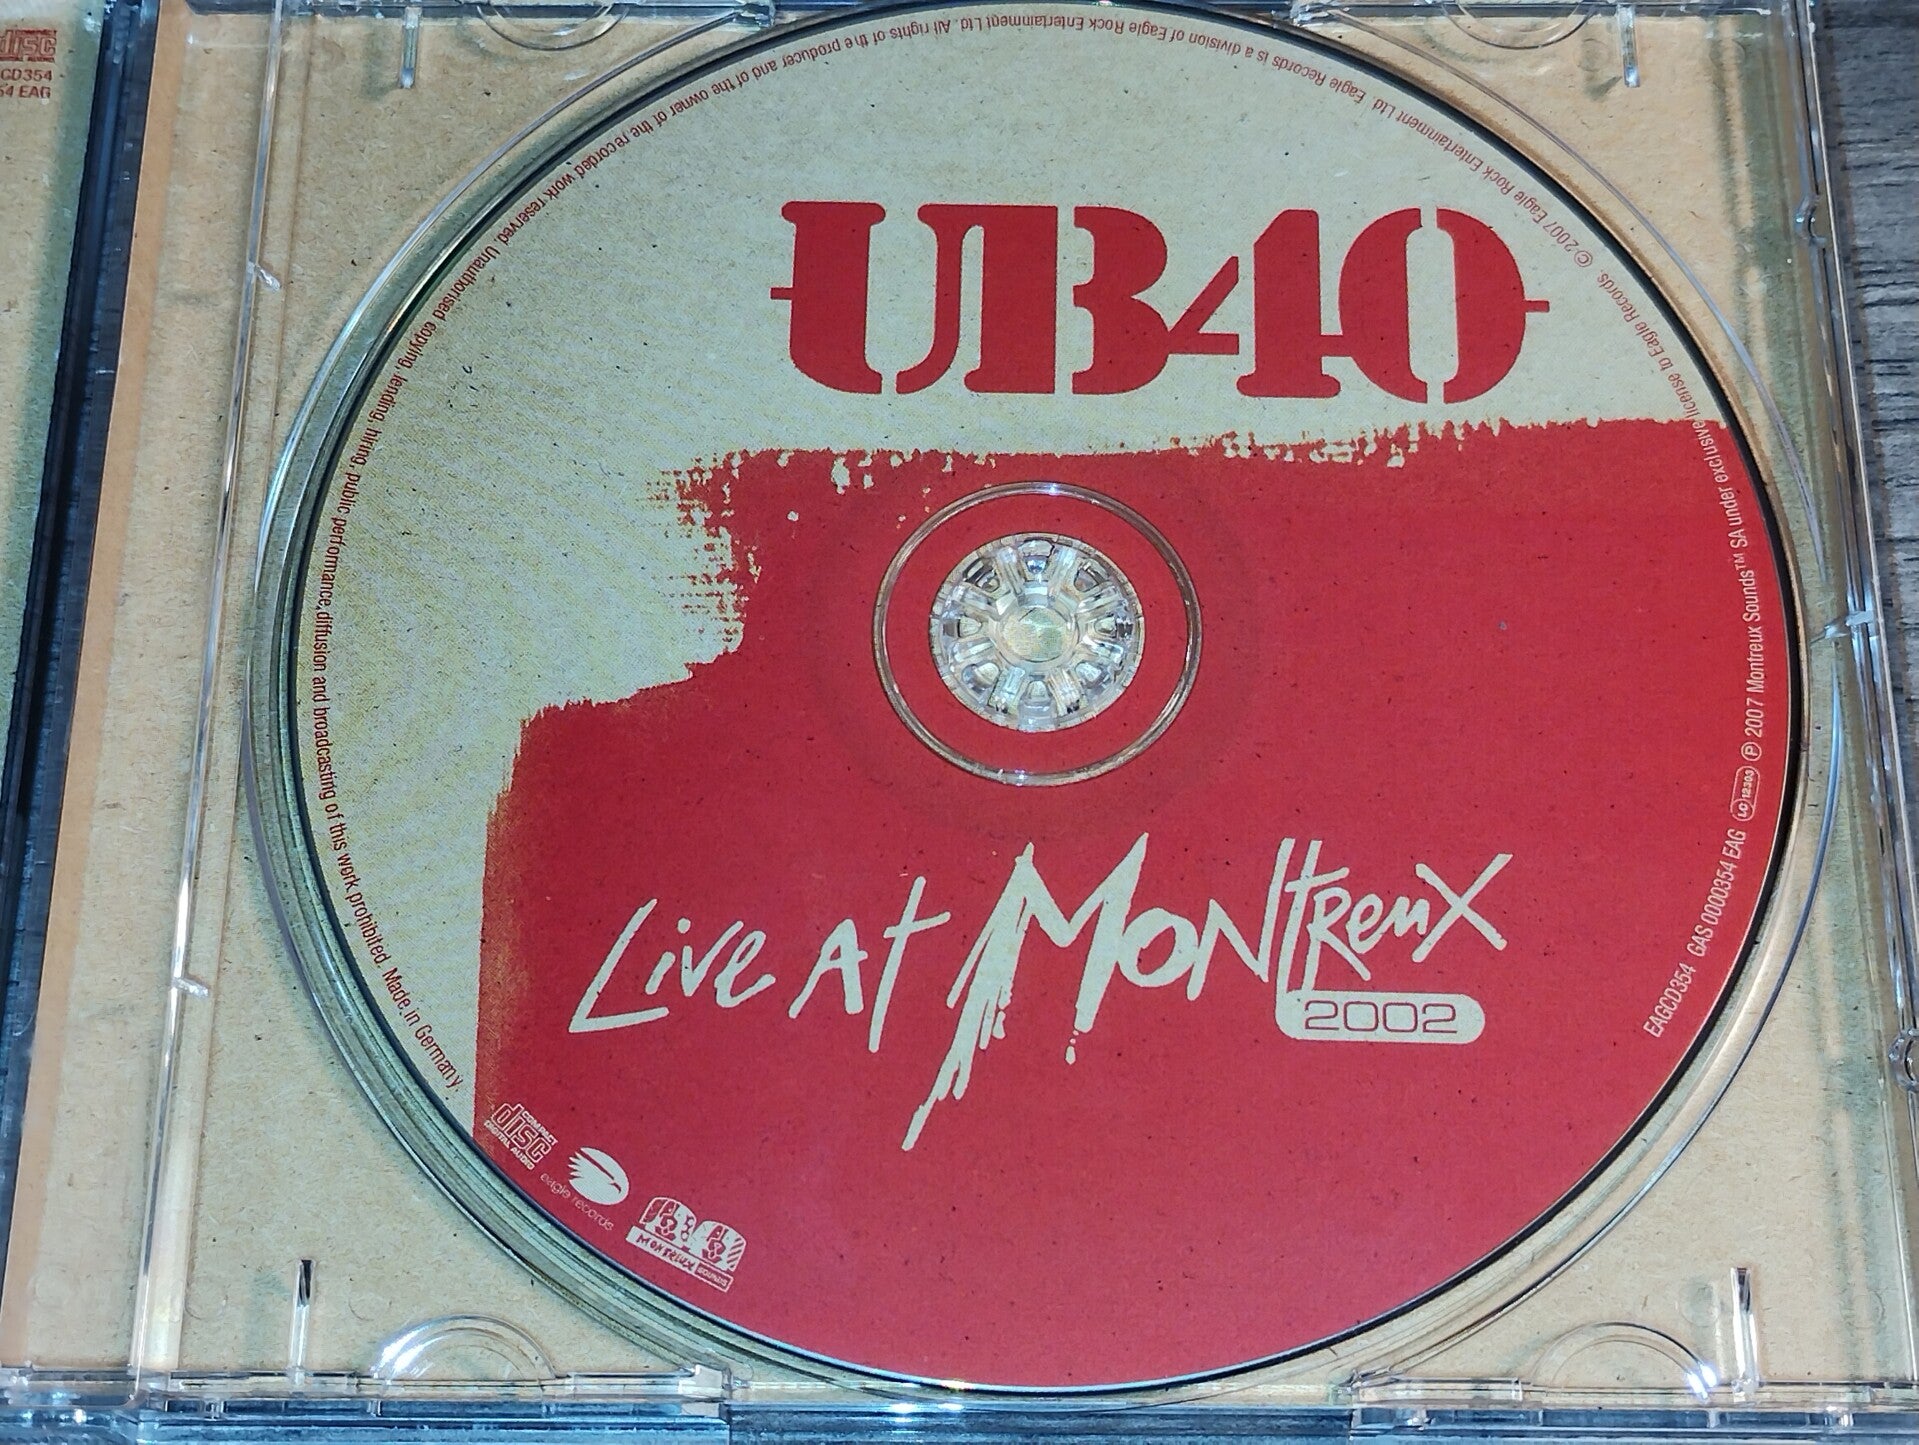 disc
CD354
54 EAG
UB40
Live At Montreux
2002
EAGCD354 GAS 0000354 EAG LC 12303 Ⓟ 2007 Montreux Sounds™ SA under exclusive license to Eagle Records. © 2007 Eagle Rock Entertainment Ltd. Eagle Records is a division of Eagle Rock Entertainment Ltd. All rights of the producer and of the owner of the recorded work reserved. Unauthorised copying, lending, hiring, public performance, diffusion and broadcasting of this work prohibited. Made in Germany.
COMPACT
disc
DIGITAL AUDIO
eagle records
MONTREUX
SOUNDS